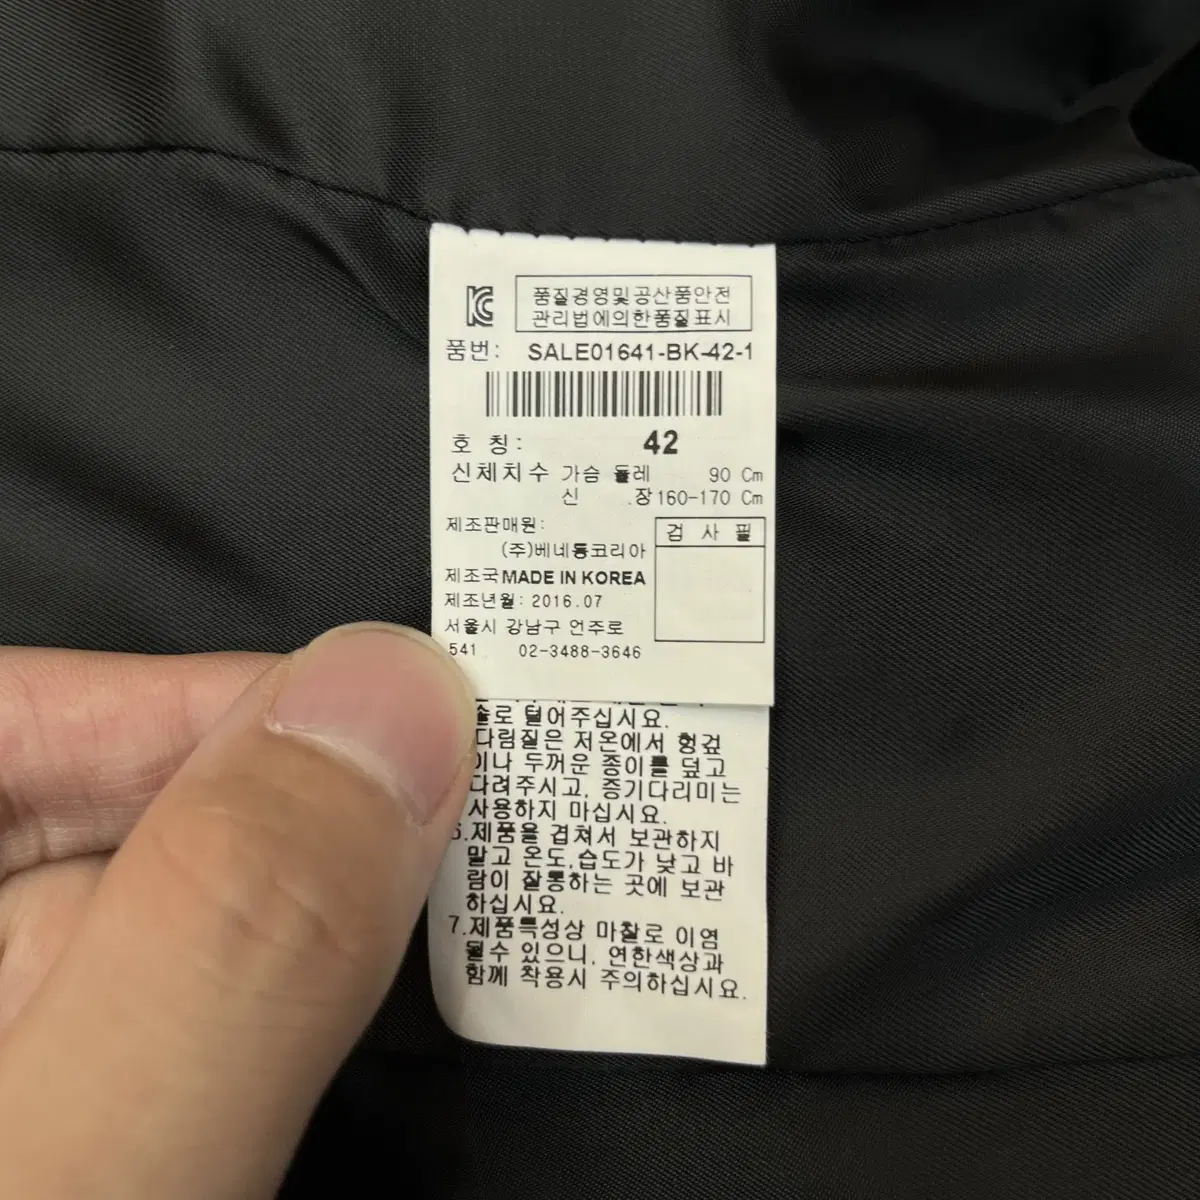 품질경영및공산품안전
관리법에의한품질표시
품번: SALE01641-BK-42-1
호 칭: 42
신체치수 가슴 둘레 90 Cm
신 장 160-170 Cm
제조판매원:
(주)베네통코리아
검 사 필
제조국 MADE IN KOREA
제조년월: 2016.07
서울시 강남구 언주로
541 02-3488-3646
솔로 털어주십시요.
다림질은 저온에서 헝겊
이나 두꺼운 종이를 덮고
다려주시고, 증기다리미는
사용하지 마십시요.
6.제품을 겹쳐서 보관하지
말고 온도,습도가 낮고 바
람이 잘통하는 곳에 보관
하십시요.
7.제품특성상 마찰로 이염
될수 있으니, 연한색상과
함께 착용시 주의하십시요.